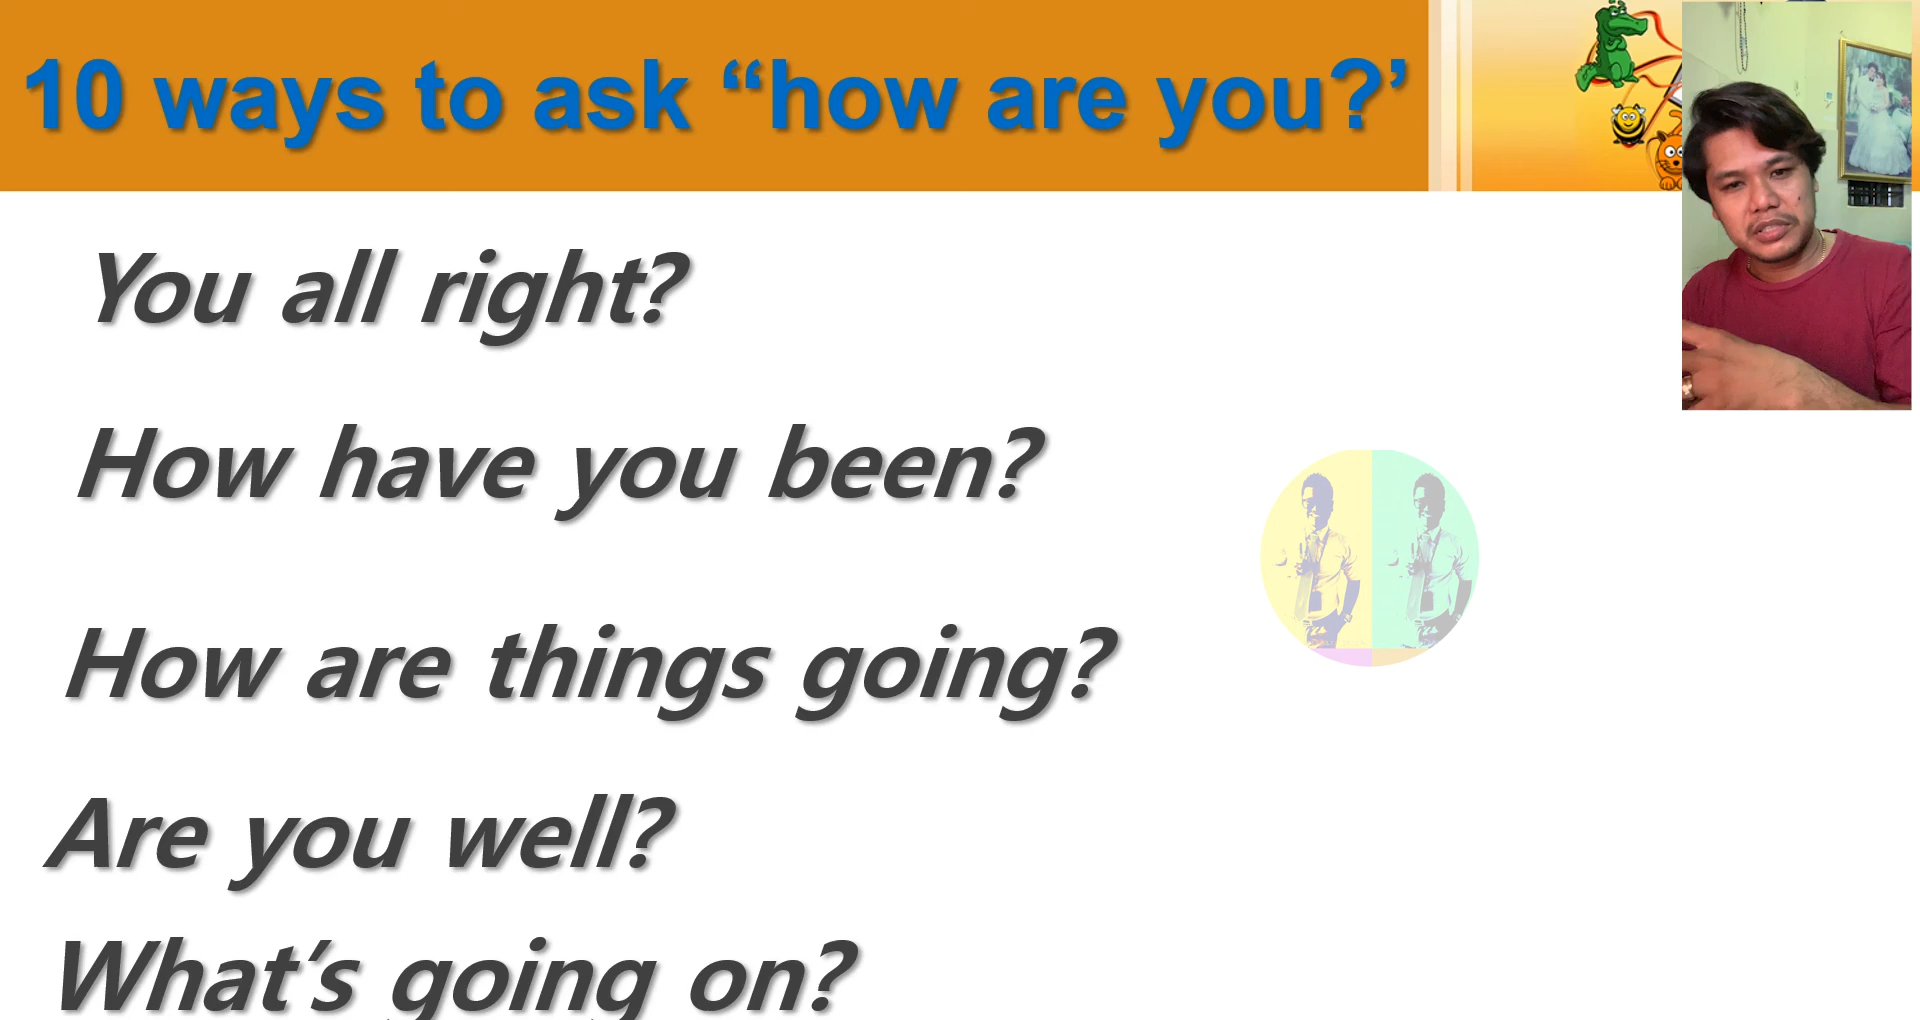 10 ways to ask “how are you?’
You all right?
How have you been?
How are things going?
Are you well?
What’s going on?